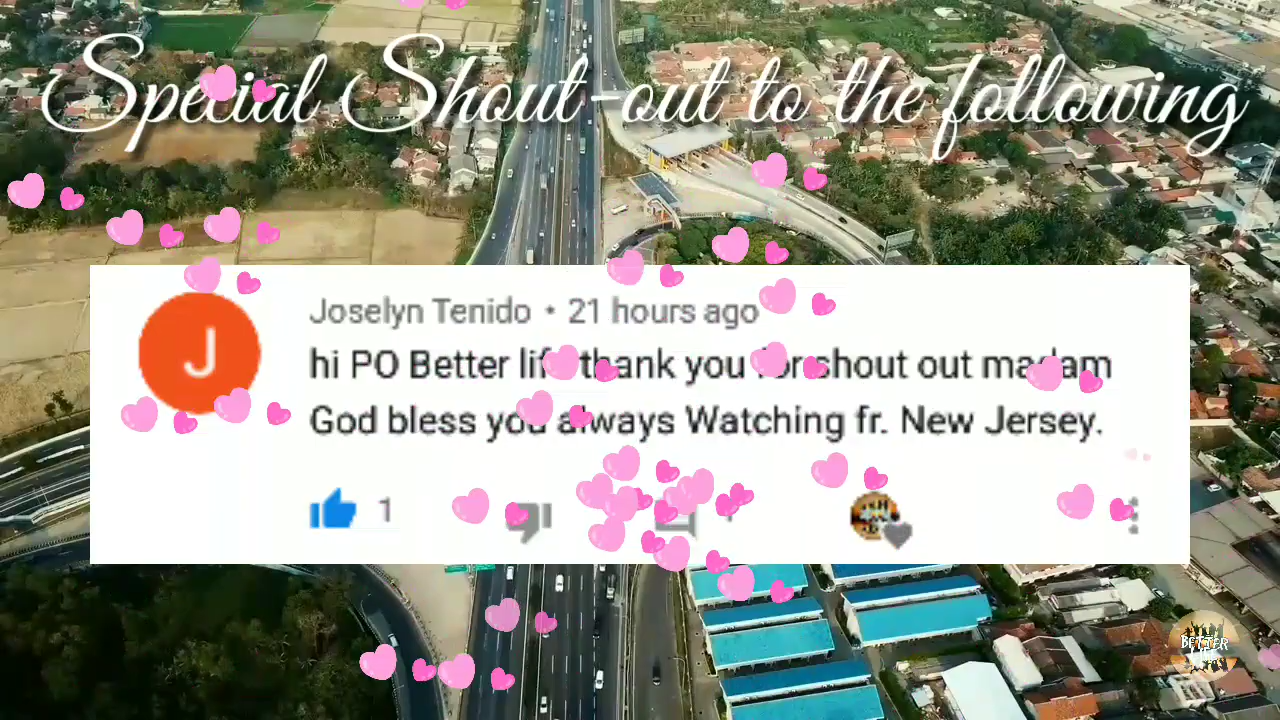 Special Shout-out to the following
Joselyn Tenido • 21 hours ago
hi PO Better life thank you for shout out madam
God bless you always Watching fr. New Jersey.
1
BETTER